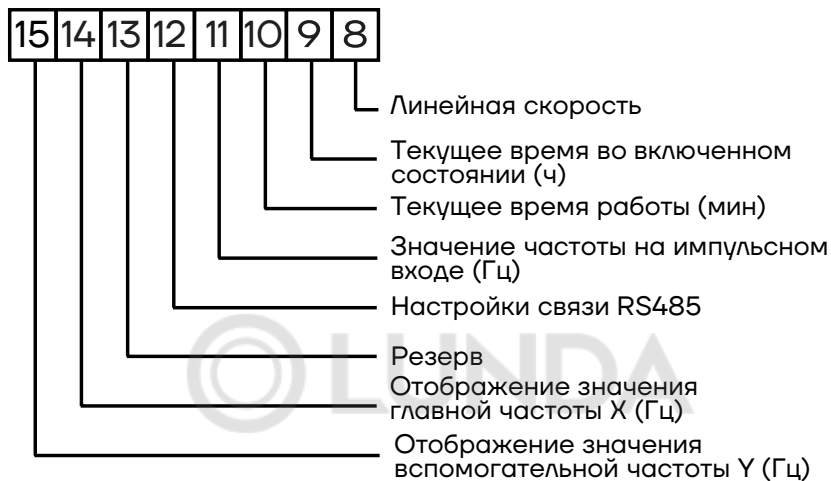 15 14 13 12 11 10 9 8
Линейная скорость
Текущее время во включенном
состоянии (ч)
Текущее время работы (мин)
Значение частоты на импульсном
входе (Гц)
Настройки связи RS485
Резерв
Отображение значения
главной частоты X (Гц)
Отображение значения
вспомогательной частоты Y (Гц)
LUNDA